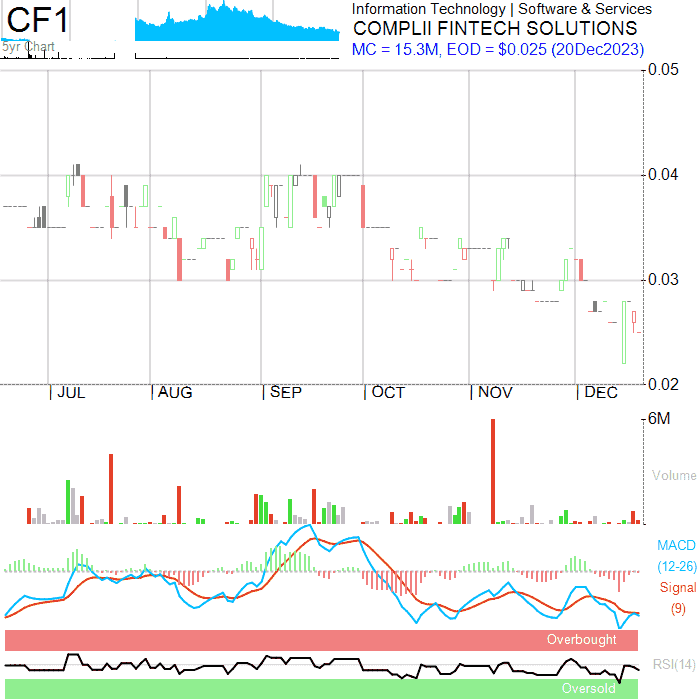 CF1
Information Technology | Software & Services
COMPLII FINTECH SOLUTIONS
MC = 15.3M, EOD = $0.025 (20Dec2023)
5yr Chart
0.05
0.04
0.03
0.02
JUL
AUG
SEP
OCT
NOV
DEC
6M
Volume
MACD
(12-26)
Signal
(9)
Overbought
RSI(14)
Oversold